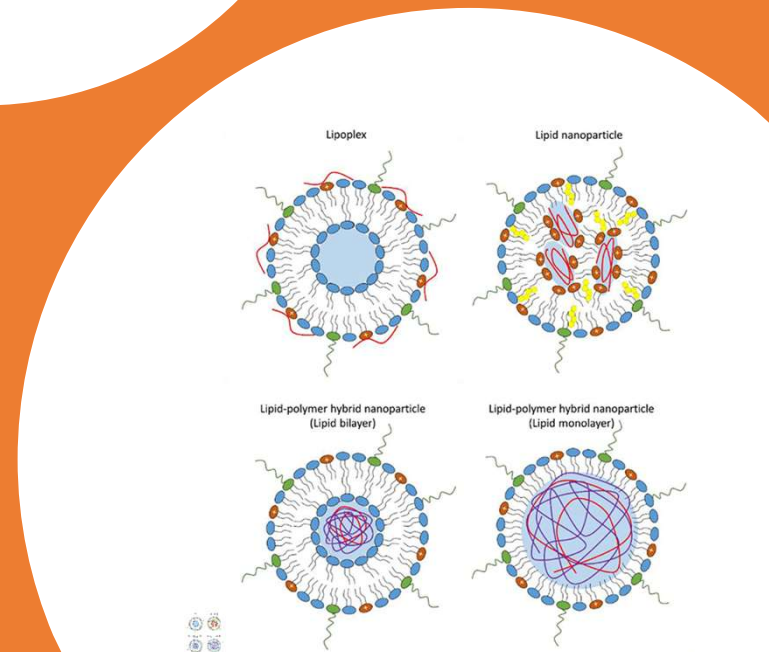 Lipoplex
Lipid nanoparticle
Lipid-polymer hybrid nanoparticle
(Lipid bilayer)
Lipid-polymer hybrid nanoparticle
(Lipid monolayer)